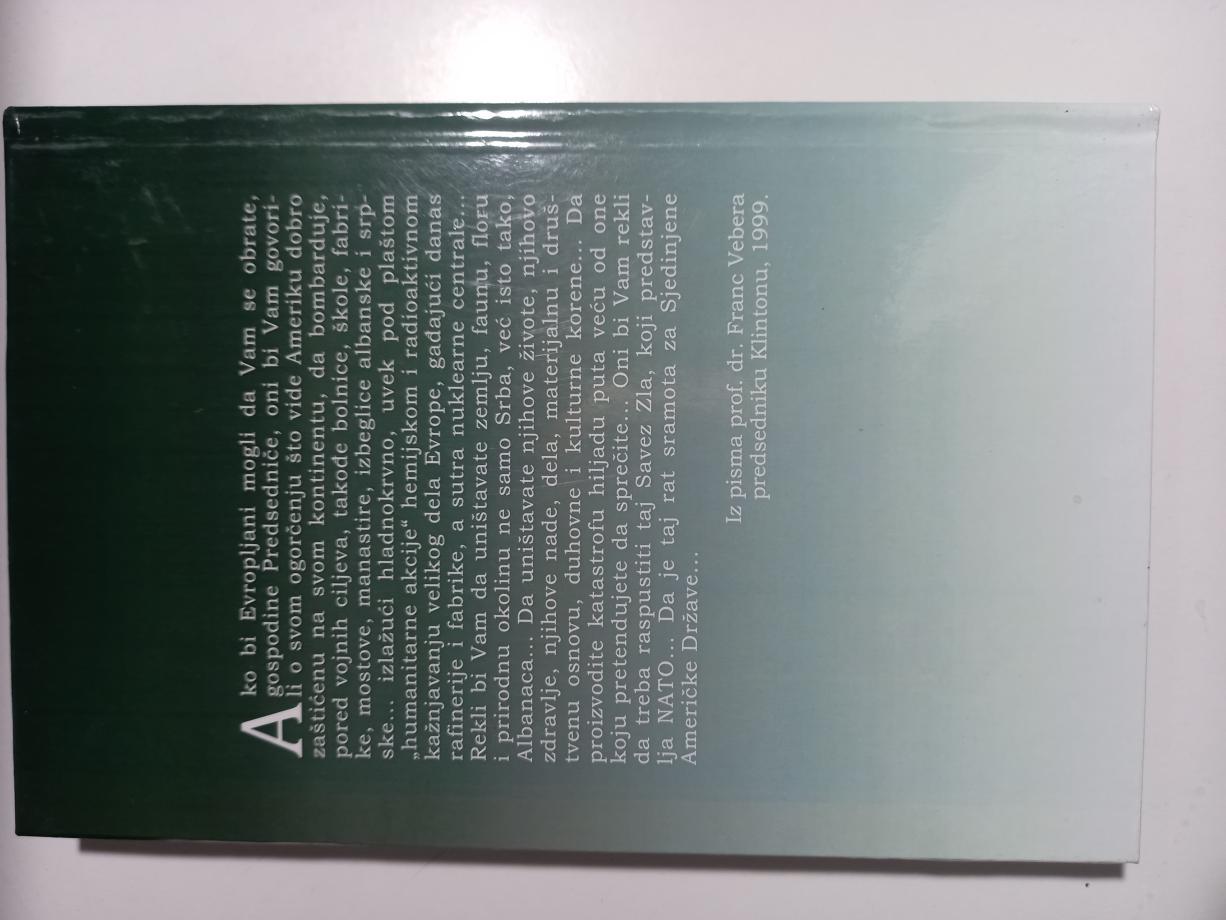 Ako bi Evropljani mogli da Vam se obrate,
gospodine Predsedniče, oni bi Vam govori-
li o svom ogorčenju što vide Ameriku dobro
zaštićenu na svom kontinentu, da bombarduje,
pored vojnih ciljeva, takođe bolnice, škole, fabri-
ke, mostove, manastire, izbeglice albanske i srp-
ske... izlažući hladnokrvno, uvek pod plaštom
„humanitarne akcije“ hemijskom i radioaktivnom
kažnjavanju velikog dela Evrope, gađajući danas
rafinerije i fabrike, a sutra nuklearne centrale...
Rekli bi Vam da uništavate zemlju, faunu, floru
i prirodnu okolinu ne samo Srba, već isto tako,
Albanaca... Da uništavate njihove živote, njihovo
zdravlje, njihove nade, dela, materijalnu i druš-
tvenu osnovu, duhovne i kulturne korene... Da
proizvodite katastrofu hiljadu puta veću od one
koju pretendujete da sprečite... Oni bi Vam rekli
da treba raspustiti taj Savez Zla, koji predstav-
lja NATO... Da je taj rat sramota za Sjedinjene
Američke Države...
Iz pisma prof. dr. Franc Vebera
predsedniku Klintonu, 1999.